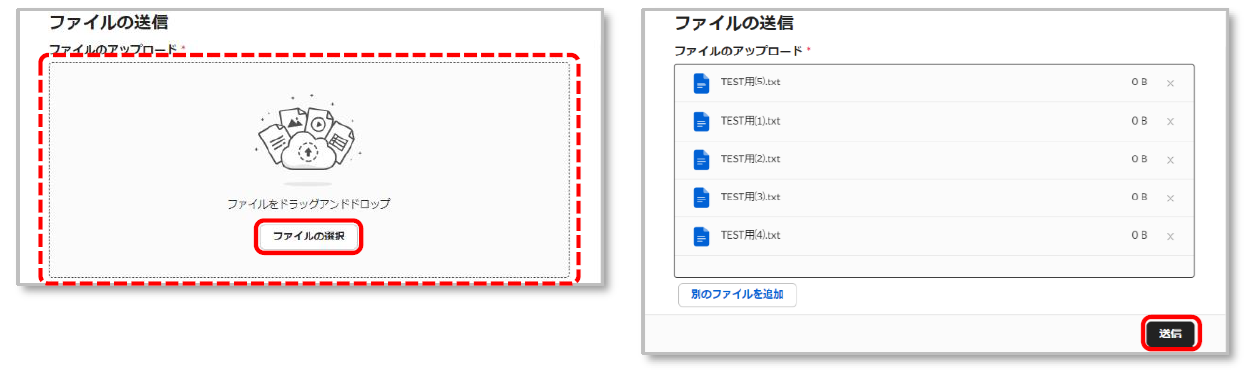 ファイルの送信
ファイルのアップロード *
ファイルをドラッグアンドドロップ
ファイルの選択
ファイルの送信
ファイルのアップロード *
TEST用(5).txt 0 B ×
TEST用(1).txt 0 B ×
TEST用(2).txt 0 B ×
TEST用(3).txt 0 B ×
TEST用(4).txt 0 B ×
別のファイルを追加
送信